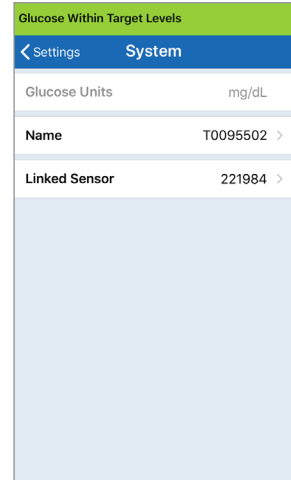 Glucose Within Target Levels
Settings System
Glucose Units mg/dL
Name T0095502
Linked Sensor 221984